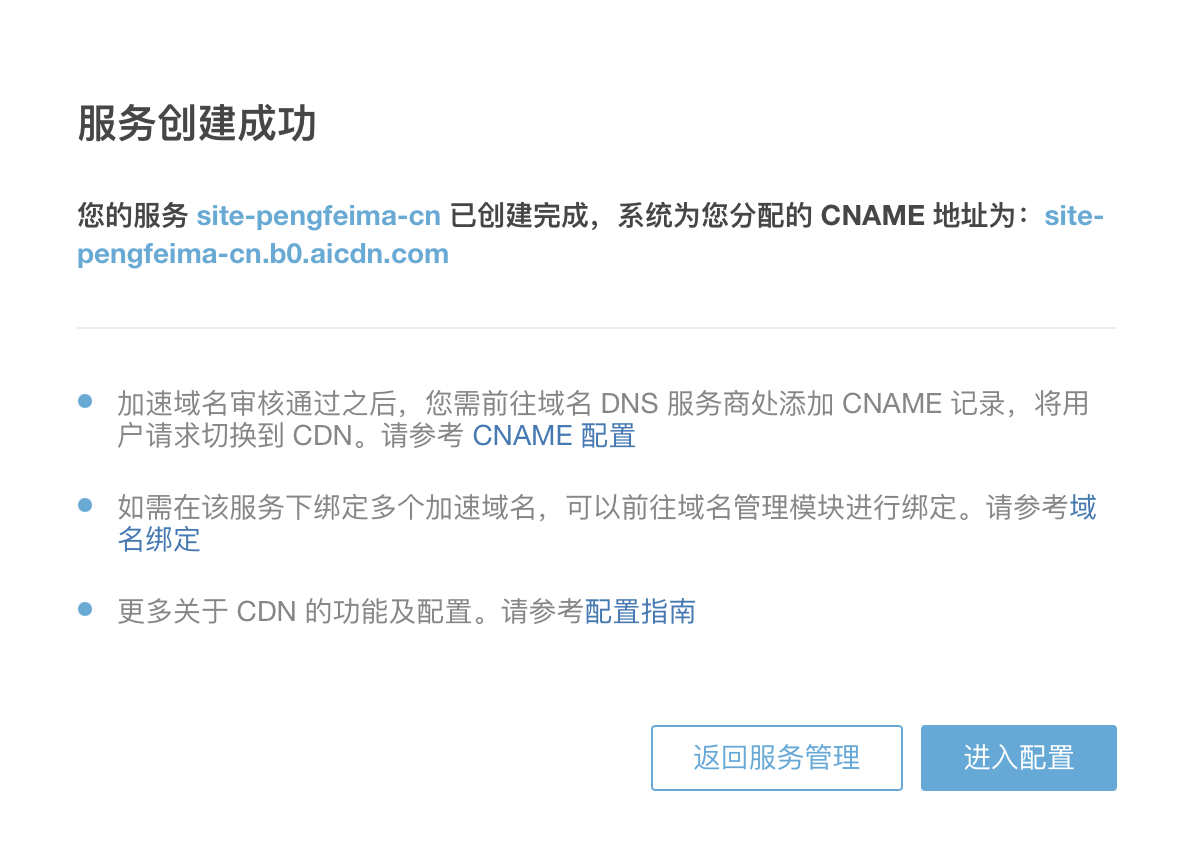 服务创建成功
您的服务 site-pengfeima-cn 已创建完成，系统为您分配的 CNAME 地址为：site-
pengfeima-cn.b0.aicdn.com
加速域名审核通过之后，您需前往域名 DNS 服务商处添加 CNAME 记录，将用
户请求切换到 CDN。请参考 CNAME 配置
如需在该服务下绑定多个加速域名，可以前往域名管理模块进行绑定。请参考域
名绑定
更多关于 CDN 的功能及配置。请参考配置指南
返回服务管理
进入配置